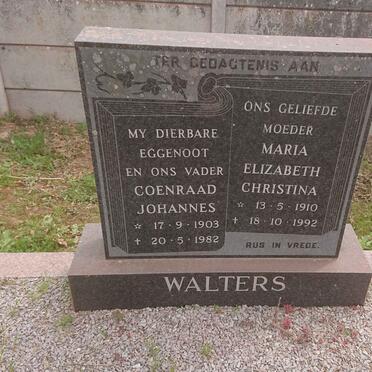 TER GEDAGTENIS AAN
MY DIERBARE
EGGENOOT
EN ONS VADER
COENRAAD
JOHANNES
☆ 17-9-1903
✝ 20-5-1982
ONS GELIEFDE
MOEDER
MARIA
ELIZABETH
CHRISTINA
☆ 13-5-1910
✝ 18-10-1992
RUS IN VREDE.
WALTERS